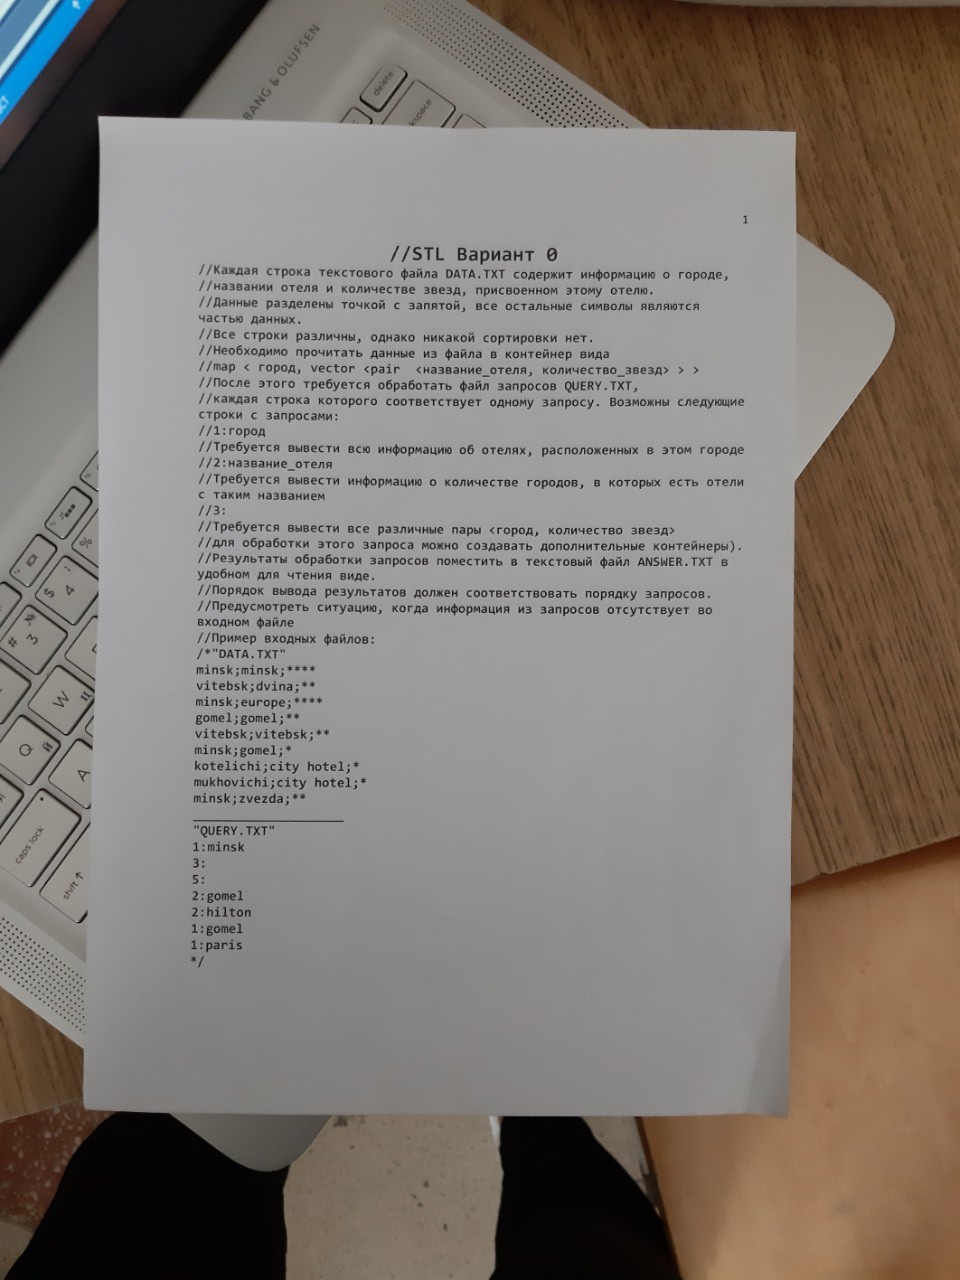 BANG & OLUFSEN
delete
1
//STL Вариант 0
//Каждая строка текстового файла DATA.TXT содержит информацию о городе,
//названии отеля и количестве звезд, присвоенном этому отелю.
//Данные разделены точкой с запятой, все остальные символы являются
частью данных.
//Все строки различны, однако никакой сортировки нет.
//Необходимо прочитать данные из файла в контейнер вида
//map < город, vector <pair <название_отеля, количество_звезд> > >
//После этого требуется обработать файл запросов QUERY.TXT,
//каждая строка которого соответствует одному запросу. Возможны следующие
строки с запросами:
//1:город
//Требуется вывести всю информацию об отелях, расположенных в этом городе
//2:название_отеля
//Требуется вывести информацию о количестве городов, в которых есть отели
с таким названием
//3:
//Требуется вывести все различные пары <город, количество звезд>
//для обработки этого запроса можно создавать дополнительные контейнеры).
//Результаты обработки запросов поместить в текстовый файл ANSWER.TXT в
удобном для чтения виде.
//Порядок вывода результатов должен соответствовать порядку запросов.
//Предусмотреть ситуацию, когда информация из запросов отсутствует во
входном файле
//Пример входных файлов:
/*"DATA.TXT"
minsk;minsk;****
vitebsk;dvina;**
minsk;europe;****
gomel;gomel;**
vitebsk;vitebsk;**
minsk;gomel;*
kotelichi;city hotel;*
mukhovichi;city hotel;*
minsk;zvezda;**
"QUERY.TXT"
1:minsk
3:
5:
2:gomel
2:hilton
1:gomel
1:paris
*/
%
$
4
#
№
3
W
Ц
Q
Й
A
caps lock
shift